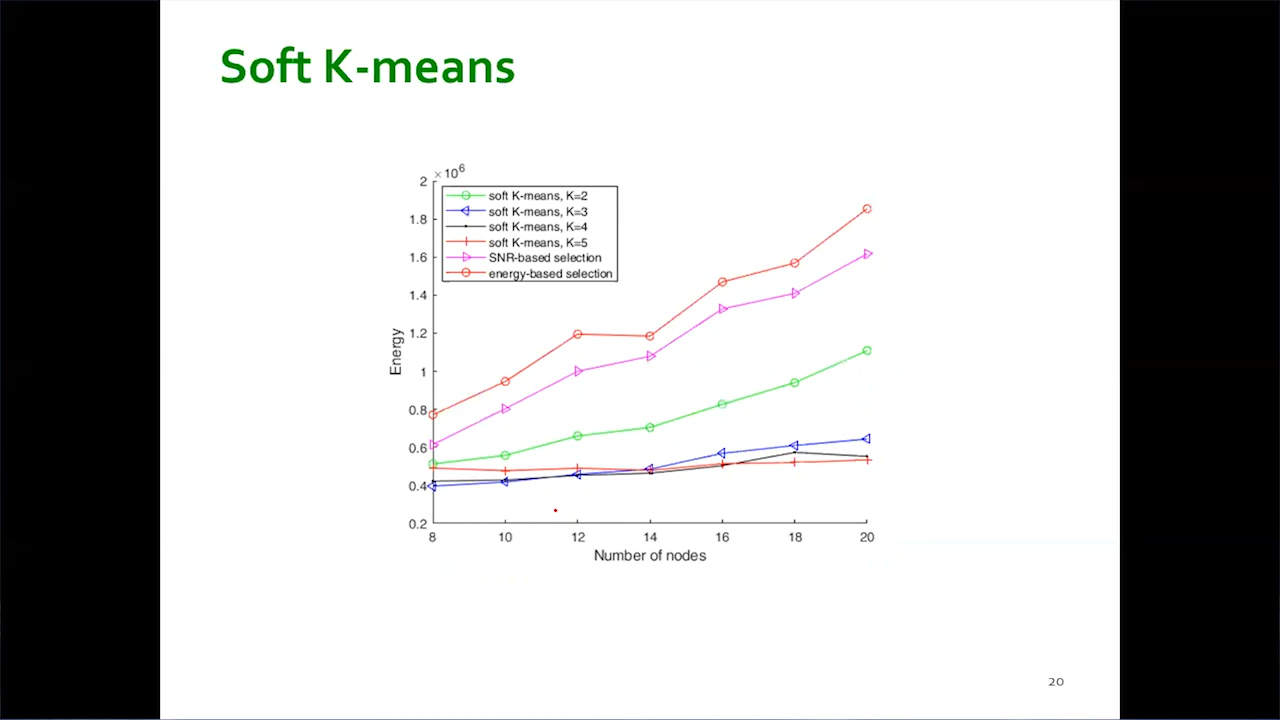 Soft K-means
× 10^6
2
1.8
1.6
1.4
1.2
1
0.8
0.6
0.4
0.2
Energy
soft K-means, K=2
soft K-means, K=3
soft K-means, K=4
soft K-means, K=5
SNR-based selection
energy-based selection
8 10 12 14 16 18 20
Number of nodes
20